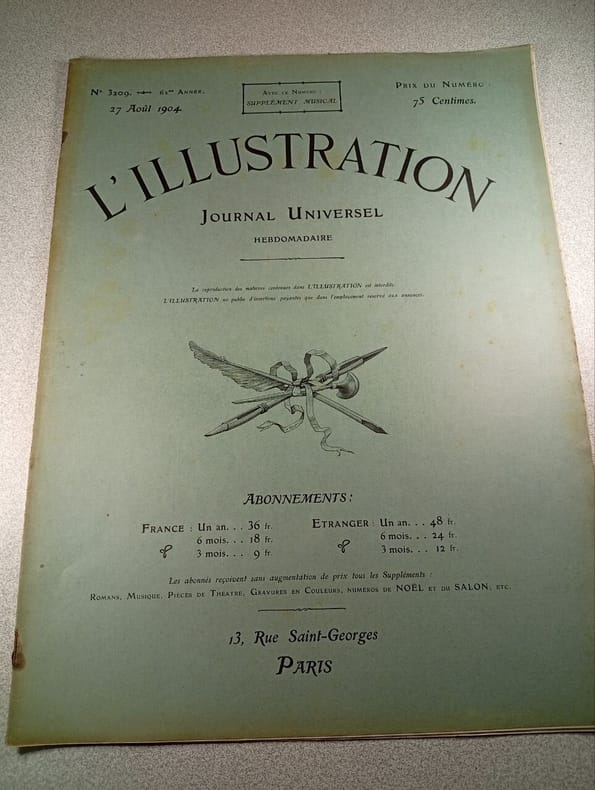 N° 3209. 61me ANNÉE.
27 Août 1904.
AVEC CE NUMÉRO :
SUPPLÉMENT MUSICAL
PRIX DU NUMÉRO :
75 Centimes.
L'ILLUSTRATION
JOURNAL UNIVERSEL
HEBDOMADAIRE
La reproduction des matières contenues dans L'ILLUSTRATION est interdite.
L'ILLUSTRATION ne publie d'insertions payantes que dans l'emplacement réservé aux annonces.
ABONNEMENTS :
FRANCE : Un an. . . 36 fr.
6 mois. . . 18 fr.
3 mois. . . 9 fr.
ETRANGER : Un an. . . 48 fr.
6 mois. . . 24 fr.
3 mois. . . 12 fr.
Les abonnés reçoivent sans augmentation de prix tous les Suppléments :
ROMANS, MUSIQUE, PIÈCES DE THÉATRE, GRAVURES EN COULEURS, NUMÉROS DE NOËL ET DU SALON, ETC.
13, Rue Saint-Georges
PARIS